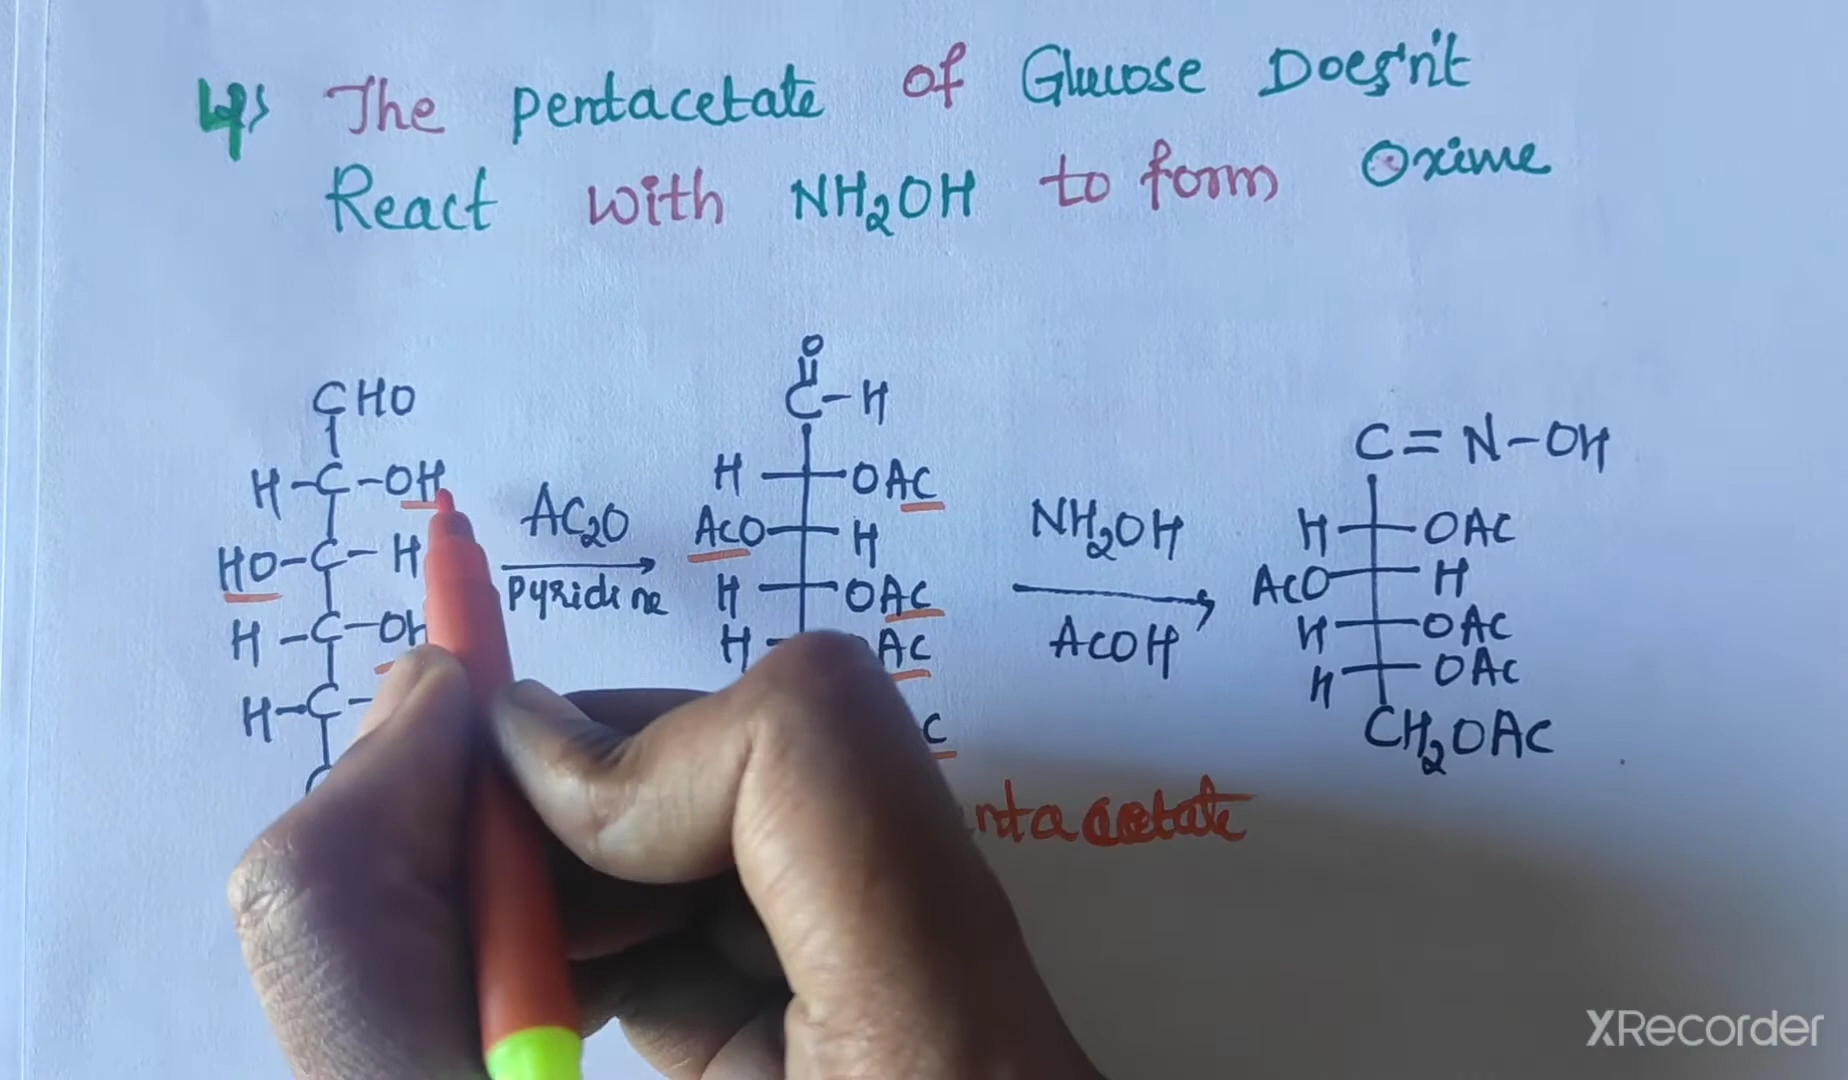 4) The pentacetate of Glucose Doesn't
React with NH2OH to form Oxime
CHO
H-C-OH
HO-C-H
H-C-OH
H-C-
Ac2O
pyridine
O
C-H
H OAC
AcO H
H OAC
H AC
C
ntaacetate
NH2OH
ACOH
C=N-OH
H OAC
AcO H
H OAC
H OAC
CH2OAC
XRecorder